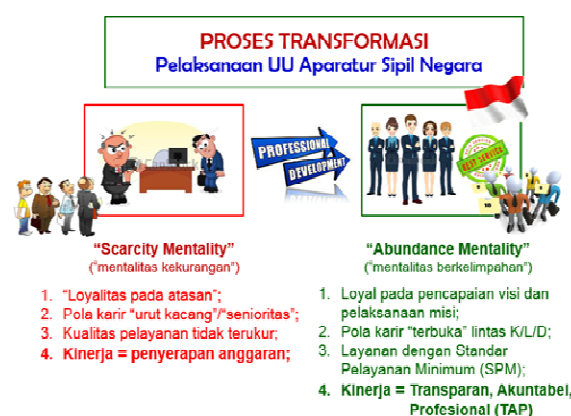 PROSES TRANSFORMASI
Pelaksanaan UU Aparatur Sipil Negara
PROFESSIONAL
DEVELOPMENT
BEST SERVICE
"Scarcity Mentality"
("mentalitas kekurangan")
1. "Loyalitas pada atasan";
2. Pola karir "urut kacang"/"senioritas";
3. Kualitas pelayanan tidak terukur;
4. Kinerja = penyerapan anggaran;
"Abundance Mentality"
("mentalitas berkelimpahan")
1. Loyal pada pencapaian visi dan
pelaksanaan misi;
2. Pola karir "terbuka" lintas K/L/D;
3. Layanan dengan Standar
Pelayanan Minimum (SPM);
4. Kinerja = Transparan, Akuntabel,
Profesional (TAP)